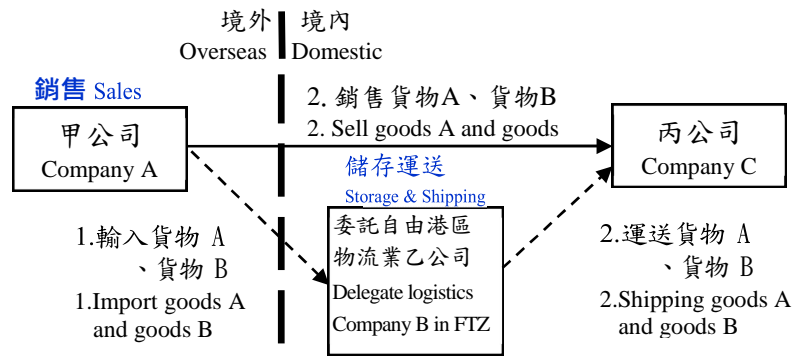 境外 境內
Overseas Domestic
銷售 Sales
甲公司
Company A
2. 銷售貨物A、貨物B
2. Sell goods A and goods
丙公司
Company C
儲存運送
Storage & Shipping
委託自由港區
物流業乙公司
Delegate logistics
Company B in FTZ
1.輸入貨物 A
、貨物 B
1.Import goods A
and goods B
2.運送貨物 A
、貨物 B
2.Shipping goods A
and goods B